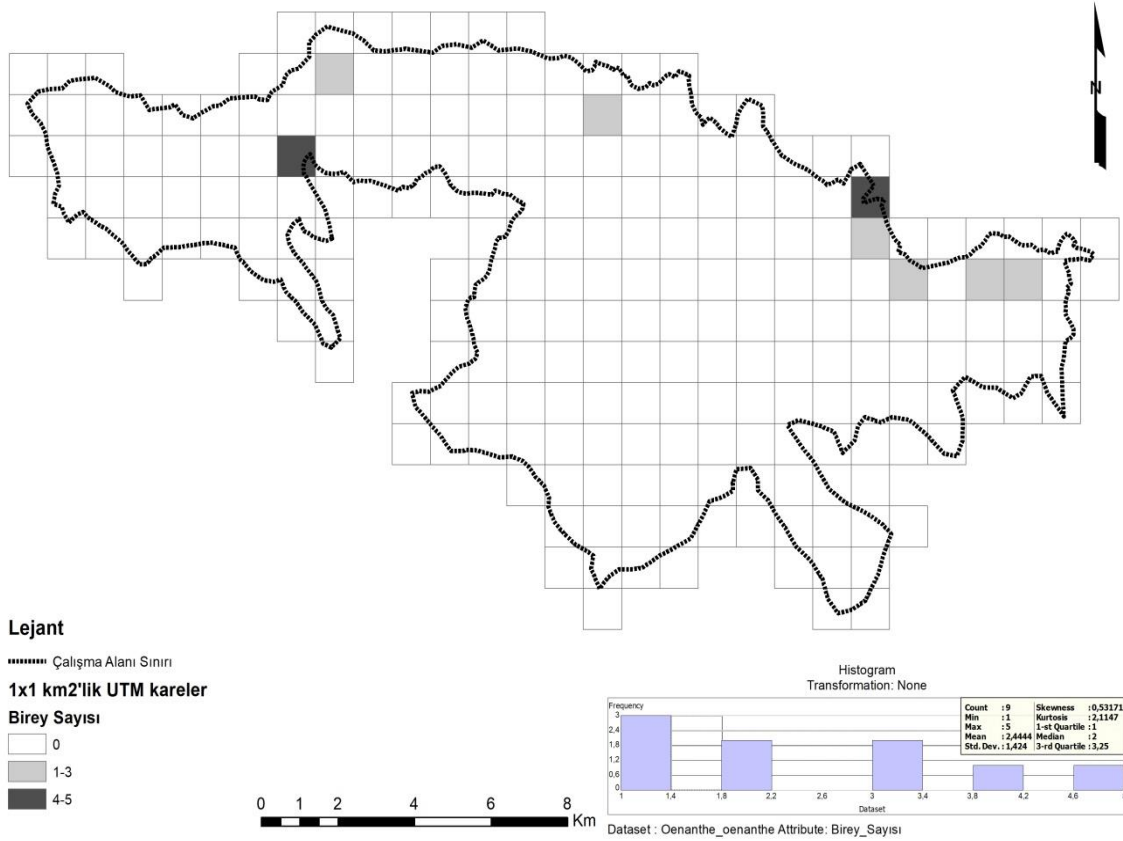 N
Lejant
Çalışma Alanı Sınırı
1x1 km2'lik UTM kareler
Birey Sayısı
0
1-3
4-5
0 1 2 4 6 8
Km
Histogram
Transformation: None
Frequency
3
2,4
1,8
1,2
0,6
0
1 1,4 1,8 2,2 2,6 3 3,4 3,8 4,2 4,6
Dataset
Count : 9 Skewness : 0,53171
Min : 1 Kurtosis : 2,1147
Max : 5 1-st Quartile : 1
Mean : 2,4444 Median : 2
Std. Dev. : 1,424 3-rd Quartile : 3,25
Dataset : Oenanthe_oenanthe Attribute: Birey_Sayısı